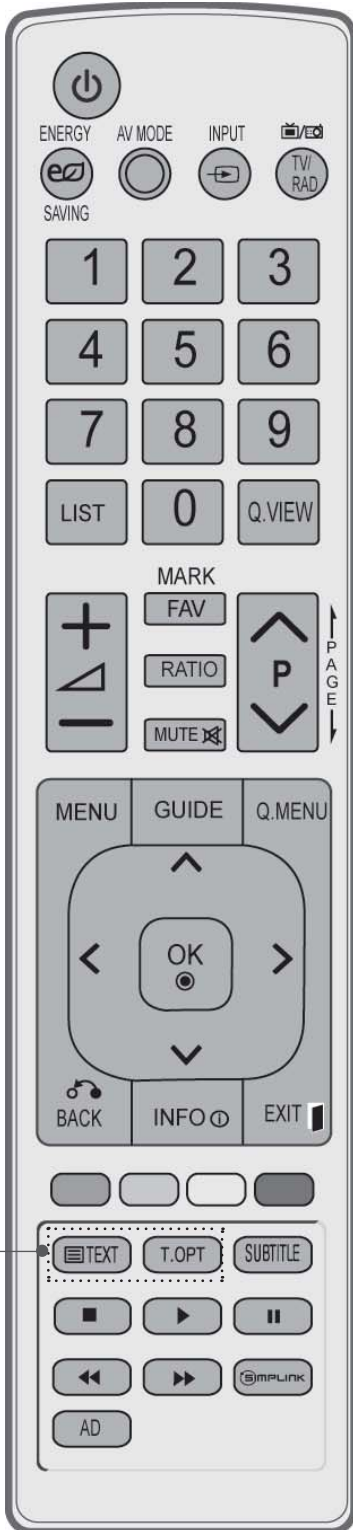 ENERGY AV MODE INPUT
SAVING
TV/
RAD
1 2 3
4 5 6
7 8 9
LIST 0 Q.VIEW
MARK
FAV
RATIO
MUTE
P
PAGE
MENU GUIDE Q.MENU
OK
BACK INFO EXIT
TEXT T.OPT SUBTITLE
SIMPLINK
AD